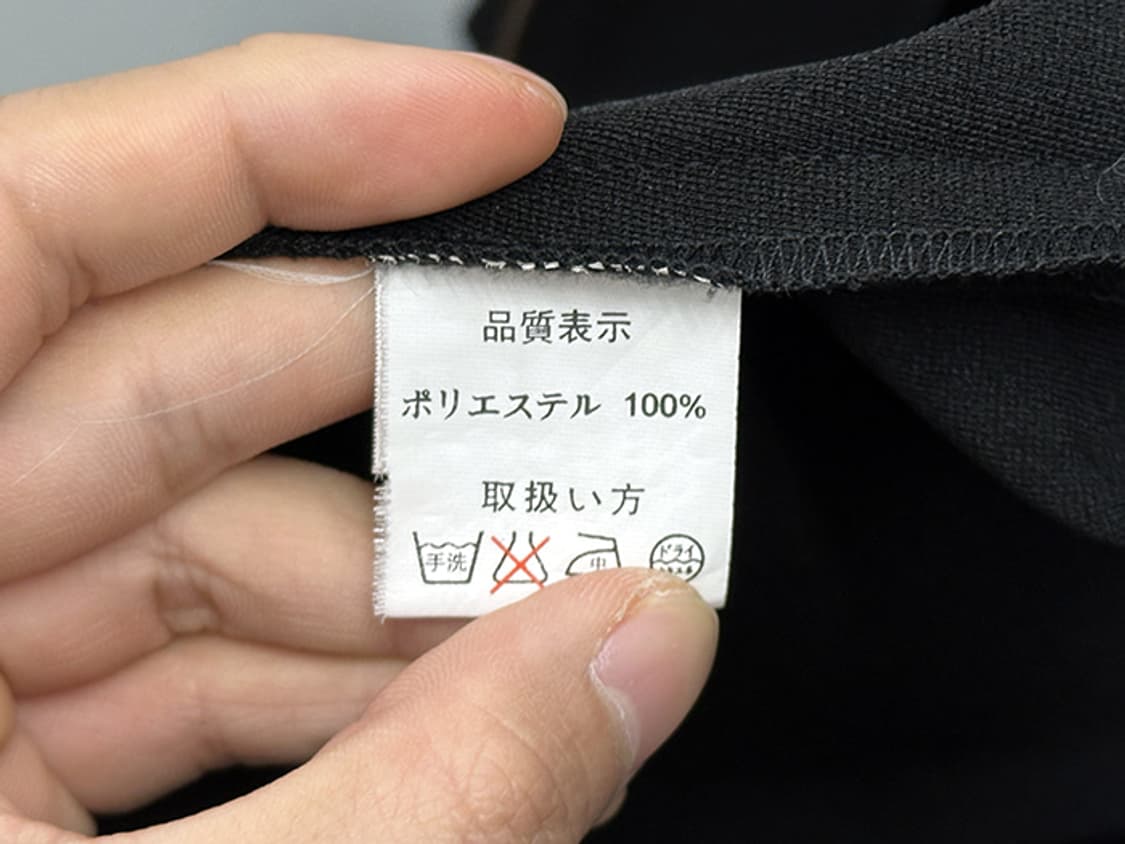 品質表示
ポリエステル 100%
取扱い方
手洗 中 ドライ